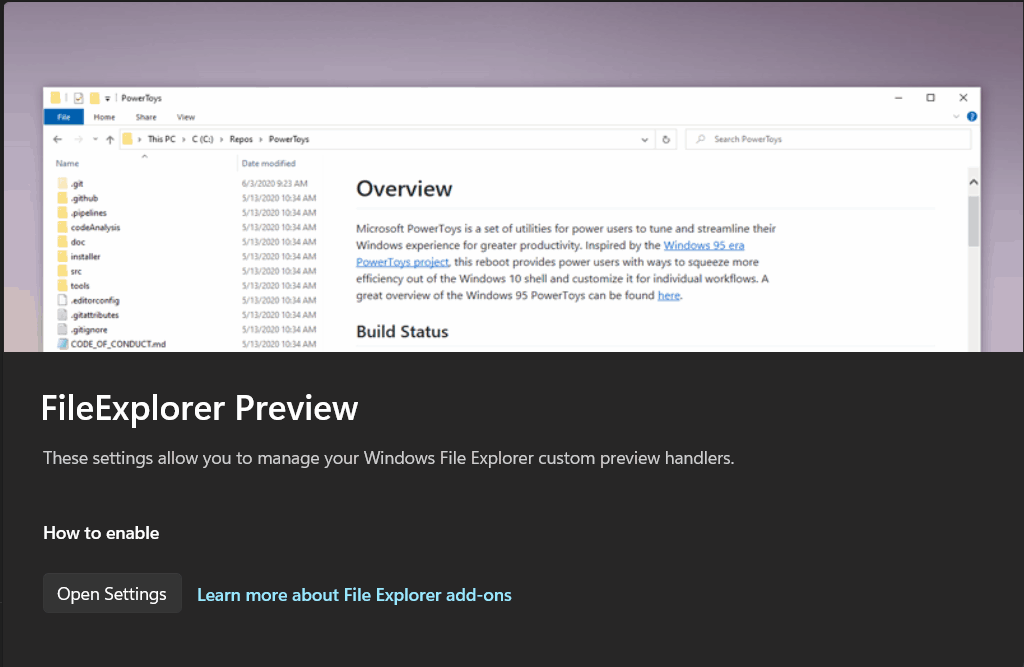 PowerToys
File Home Share View
This PC > C (C:) > Repos > PowerToys
Search PowerToys
Name Date modified
.git 6/3/2020 9:23 AM
.github 5/13/2020 10:34 AM
.pipelines 5/13/2020 10:34 AM
codeAnalysis 5/13/2020 10:34 AM
doc 5/13/2020 10:34 AM
installer 5/13/2020 10:34 AM
src 5/13/2020 10:34 AM
tools 5/13/2020 10:34 AM
.editorconfig 5/13/2020 10:34 AM
.gitattributes 5/13/2020 10:34 AM
.gitignore 5/13/2020 10:34 AM
CODE_OF_CONDUCT.md 5/13/2020 10:34 AM
Overview
Microsoft PowerToys is a set of utilities for power users to tune and streamline their
Windows experience for greater productivity. Inspired by the Windows 95 era
PowerToys project, this reboot provides power users with ways to squeeze more
efficiency out of the Windows 10 shell and customize it for individual workflows. A
great overview of the Windows 95 PowerToys can be found here.
Build Status
FileExplorer Preview
These settings allow you to manage your Windows File Explorer custom preview handlers.
How to enable
Open Settings
Learn more about File Explorer add-ons